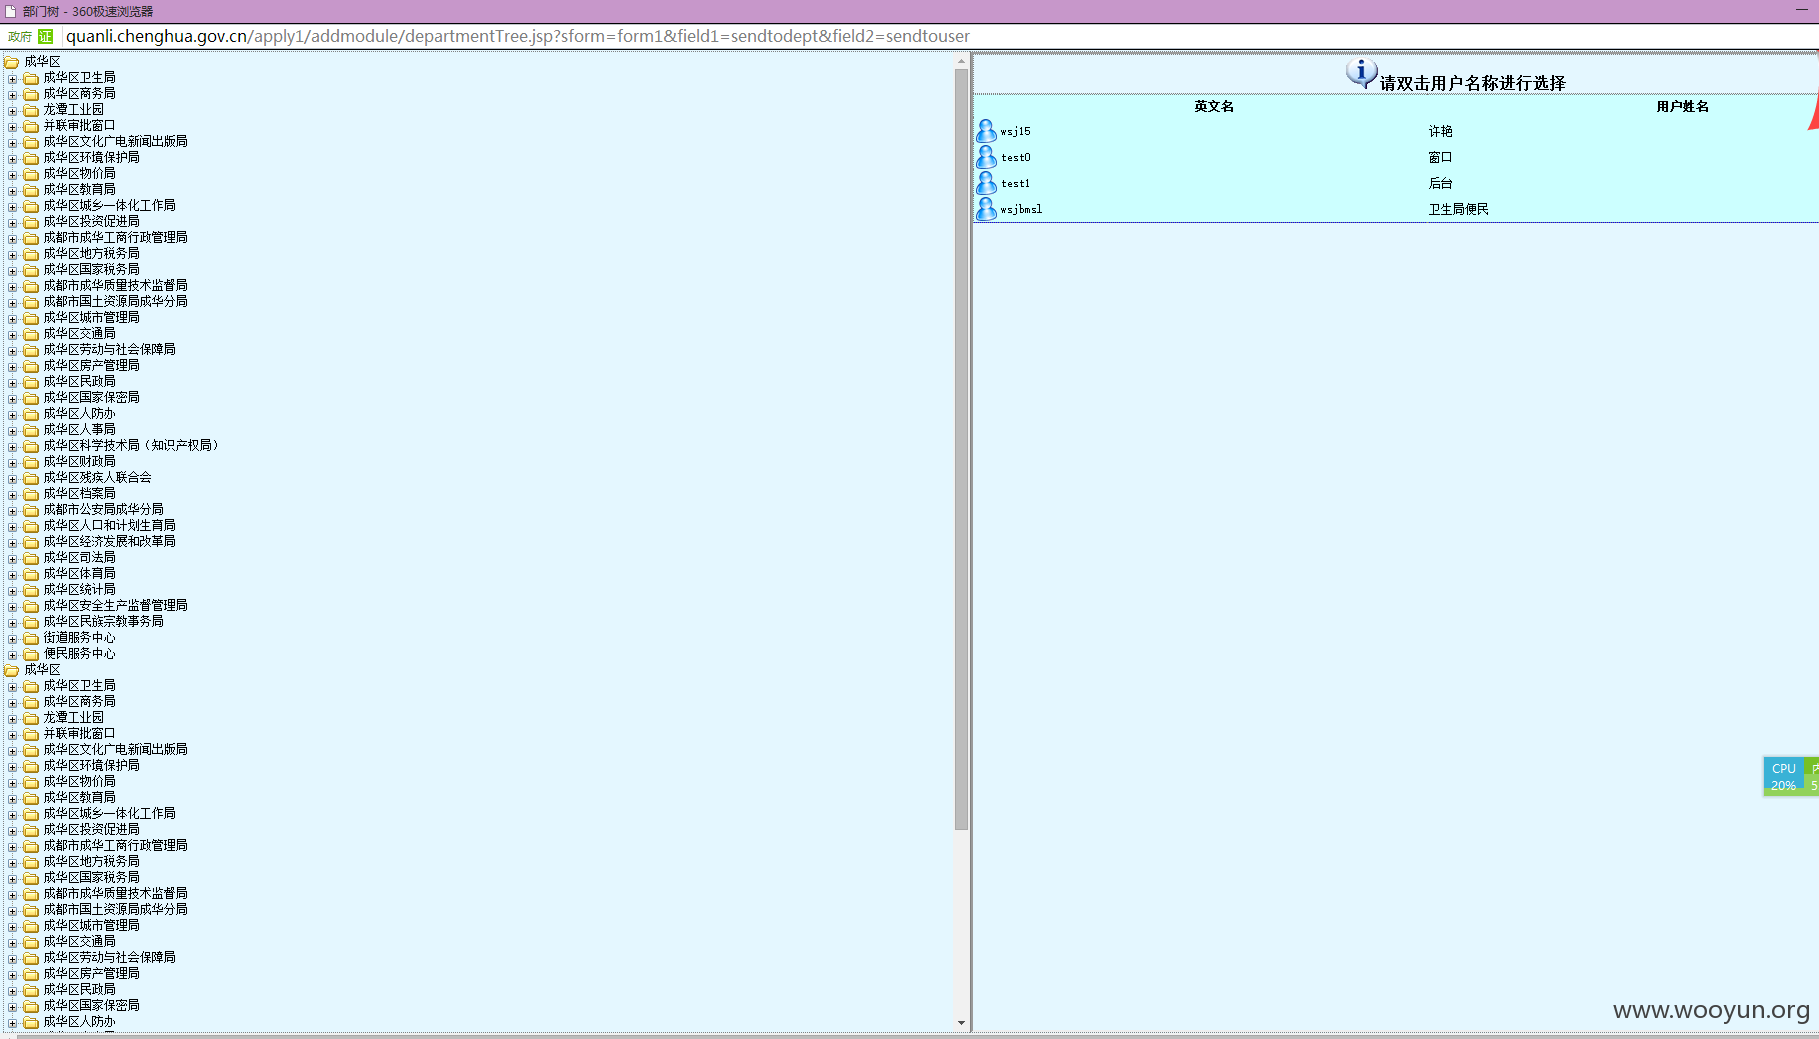 部门树 - 360极速浏览器
政府 证 quanli.chenghua.gov.cn/apply1/addmodule/departmentTree.jsp?sform=form1&field1=sendtodept&field2=sendtouser
成华区
成华区卫生局
成华区商务局
龙潭工业园
并联审批窗口
成华区文化广电新闻出版局
成华区环境保护局
成华区物价局
成华区教育局
成华区城乡一体化工作局
成华区投资促进局
成都市成华工商行政管理局
成华区地方税务局
成华区国家税务局
成都市成华质量技术监督局
成都市国土资源局成华分局
成华区城市管理局
成华区交通局
成华区劳动与社会保障局
成华区房产管理局
成华区民政局
成华区国家保密局
成华区人防办
成华区人事局
成华区科学技术局（知识产权局）
成华区财政局
成华区残疾人联合会
成华区档案局
成都市公安局成华分局
成华区人口和计划生育局
成华区经济发展和改革局
成华区司法局
成华区体育局
成华区统计局
成华区安全生产监督管理局
成华区民族宗教事务局
街道服务中心
便民服务中心
成华区
成华区卫生局
成华区商务局
龙潭工业园
并联审批窗口
成华区文化广电新闻出版局
成华区环境保护局
成华区物价局
成华区教育局
成华区城乡一体化工作局
成华区投资促进局
成都市成华工商行政管理局
成华区地方税务局
成华区国家税务局
成都市成华质量技术监督局
成都市国土资源局成华分局
成华区城市管理局
成华区交通局
成华区劳动与社会保障局
成华区房产管理局
成华区民政局
成华区国家保密局
成华区人防办
请双击用户名称进行选择
英文名 用户姓名
wsj15 许艳
test0 窗口
test1 后台
wsjbmsl 卫生局便民
CPU
20% 5
www.wooyun.org